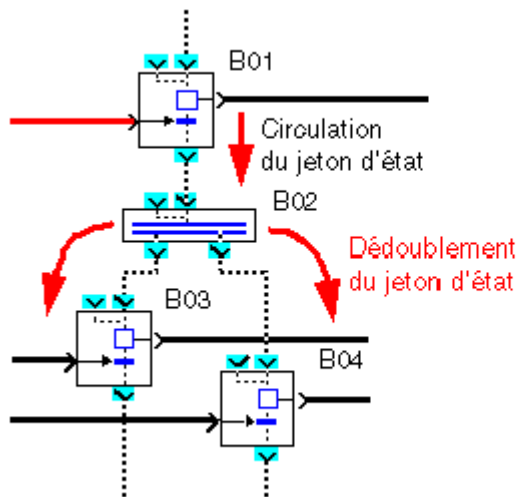 B01
Circulation
du jeton d'état
B02
Dédoublement
du jeton d'état
B03
B04